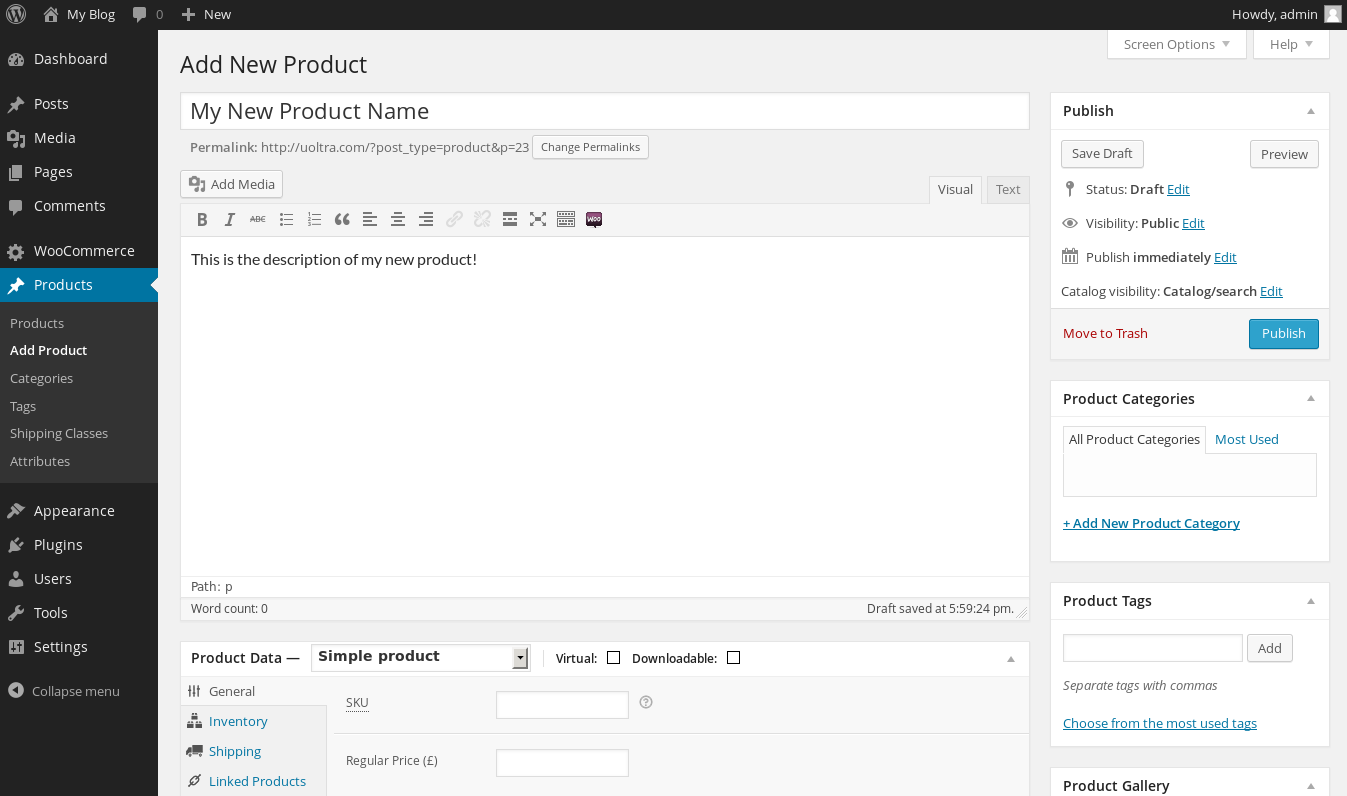 My Blog 0 New Howdy, admin
Dashboard
Posts
Media
Pages
Comments
WooCommerce
Products
Products
Add Product
Categories
Tags
Shipping Classes
Attributes
Appearance
Plugins
Users
Tools
Settings
Collapse menu
Screen Options Help
Add New Product
My New Product Name
Permalink: http://uoltra.com/?post_type=product&p=23 Change Permalinks
Add Media Visual Text
B I ABC WOO
This is the description of my new product!
Path: p
Word count: 0 Draft saved at 5:59:24 pm.
Product Data — Simple product Virtual: Downloadable:
General
Inventory
Shipping
Linked Products
SKU
Regular Price (£)
Publish
Save Draft Preview
Status: Draft Edit
Visibility: Public Edit
Publish immediately Edit
Catalog visibility: Catalog/search Edit
Move to Trash Publish
Product Categories
All Product Categories Most Used
+ Add New Product Category
Product Tags
Add
Separate tags with commas
Choose from the most used tags
Product Gallery